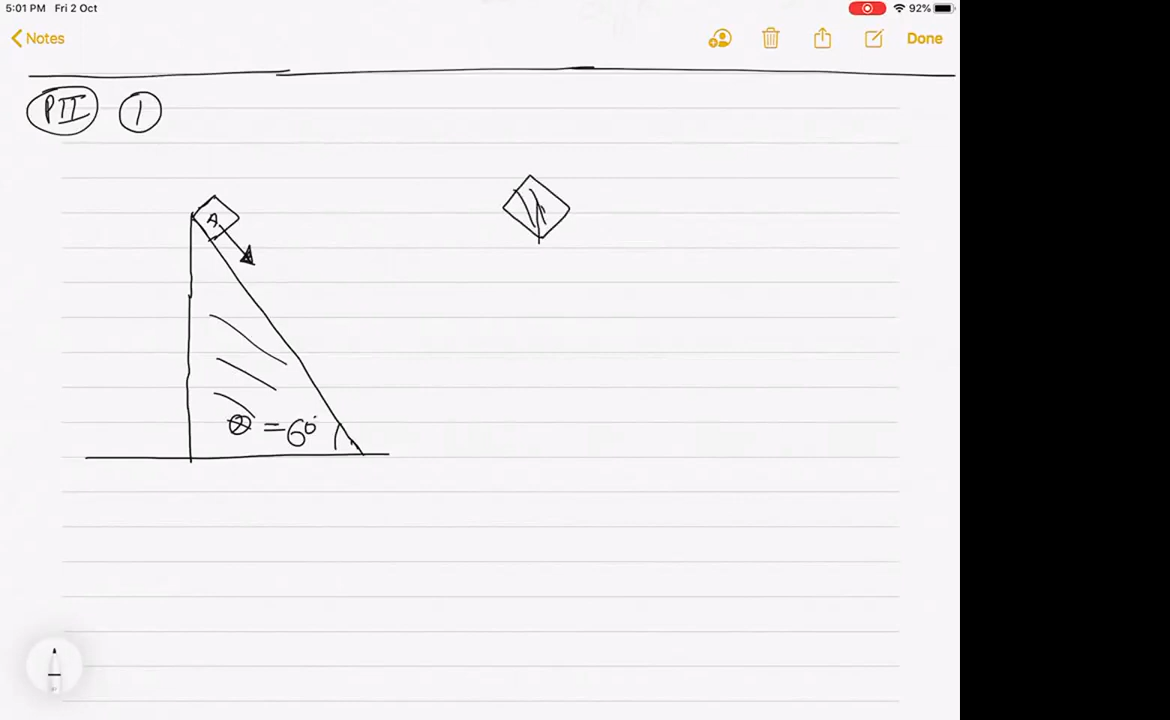 5:01 PM Fri 2 Oct 92%
Notes Done
PII 1
A
θ = 60°